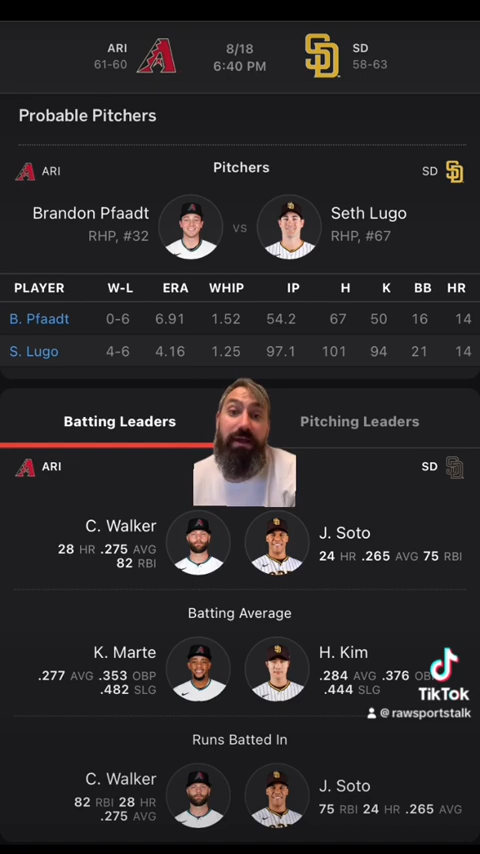 ARI
61-60
8/18
6:40 PM
SD
58-63
Probable Pitchers
ARI
Pitchers
SD
Brandon Pfaadt
RHP, #32
VS
Seth Lugo
RHP, #67
PLAYER W-L ERA WHIP IP H K BB HR
B. Pfaadt 0-6 6.91 1.52 54.2 67 50 16 14
S. Lugo 4-6 4.16 1.25 97.1 101 94 21 14
Batting Leaders
Pitching Leaders
ARI
SD
C. Walker
28 HR .275 AVG
82 RBI
J. Soto
24 HR .265 AVG 75 RBI
Batting Average
K. Marte
.277 AVG .353 OBP
.482 SLG
H. Kim
.284 AVG .376 OB
.444 SLG
TikTok
@rawsportstalk
Runs Batted In
C. Walker
82 RBI 28 HR
.275 AVG
J. Soto
75 RBI 24 HR .265 AVG